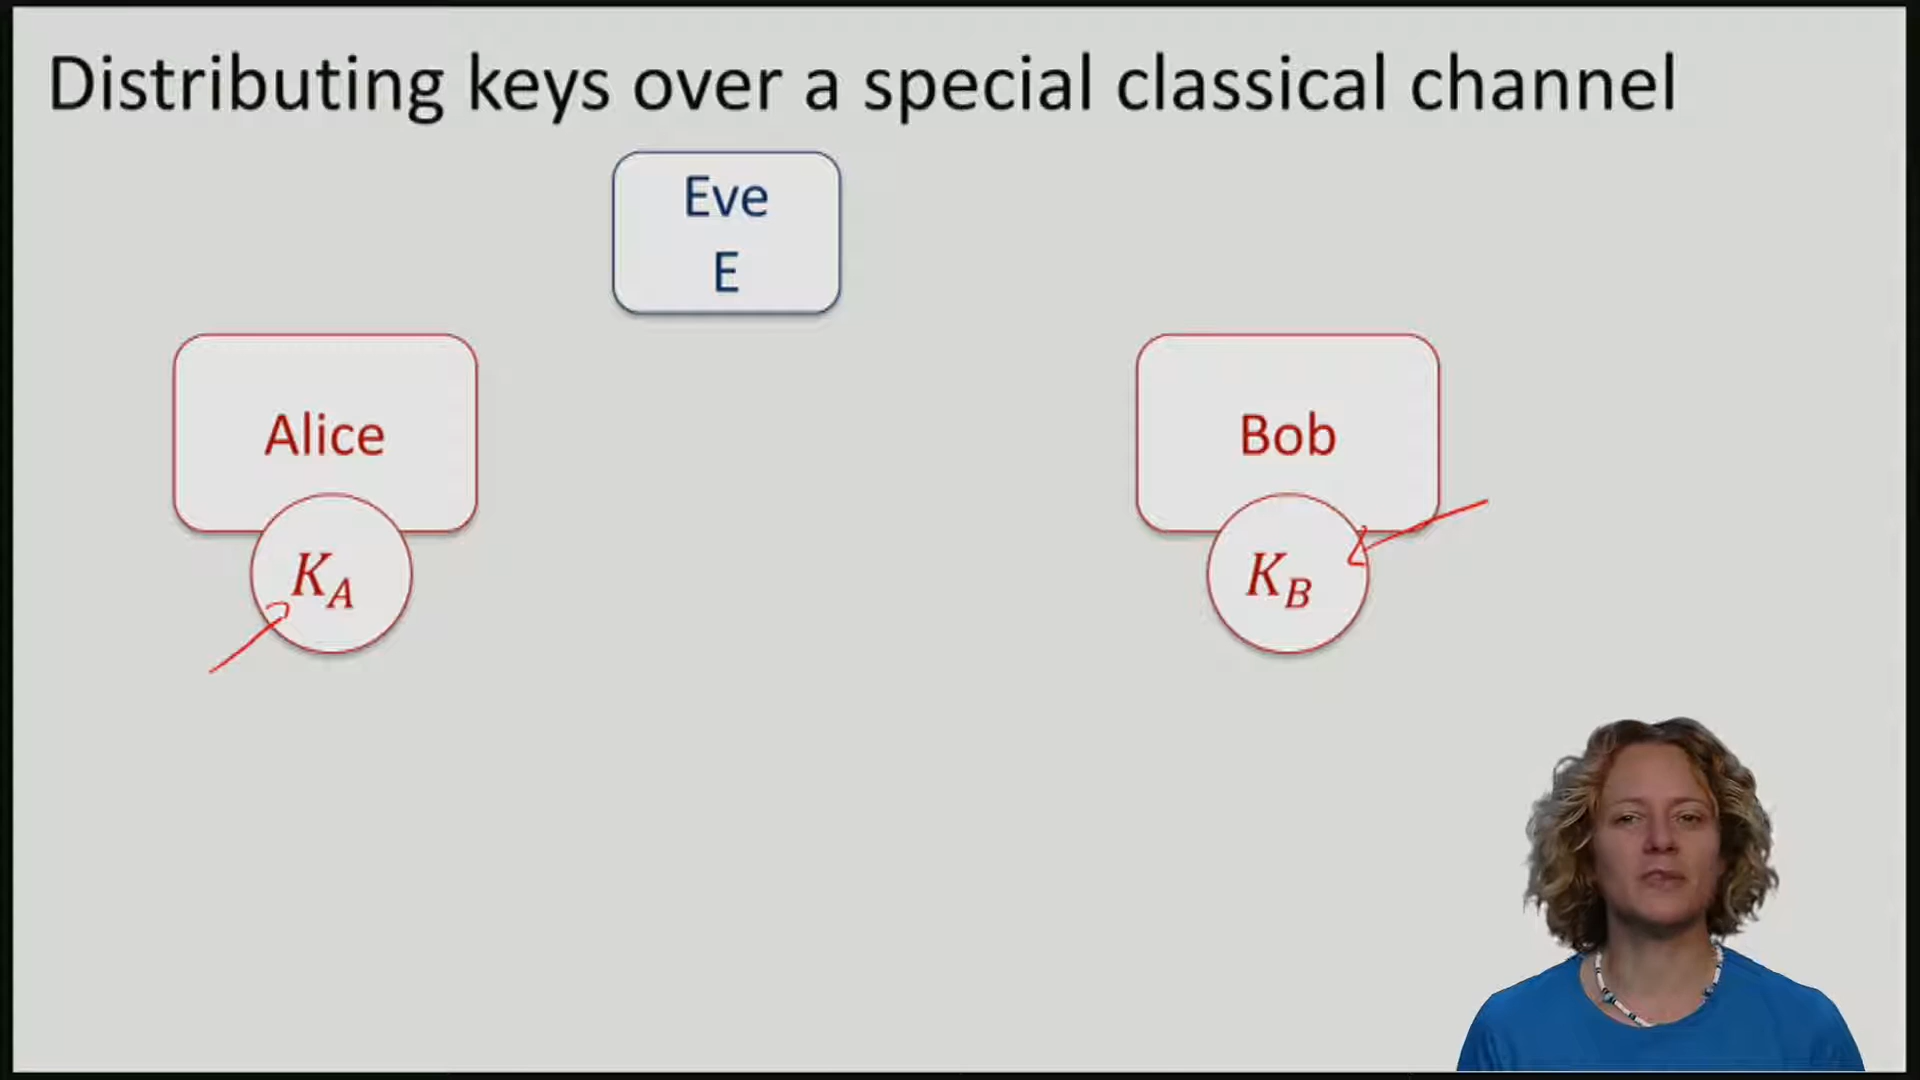 Distributing keys over a special classical channel
Eve
E
Alice
Bob
K_A
K_B